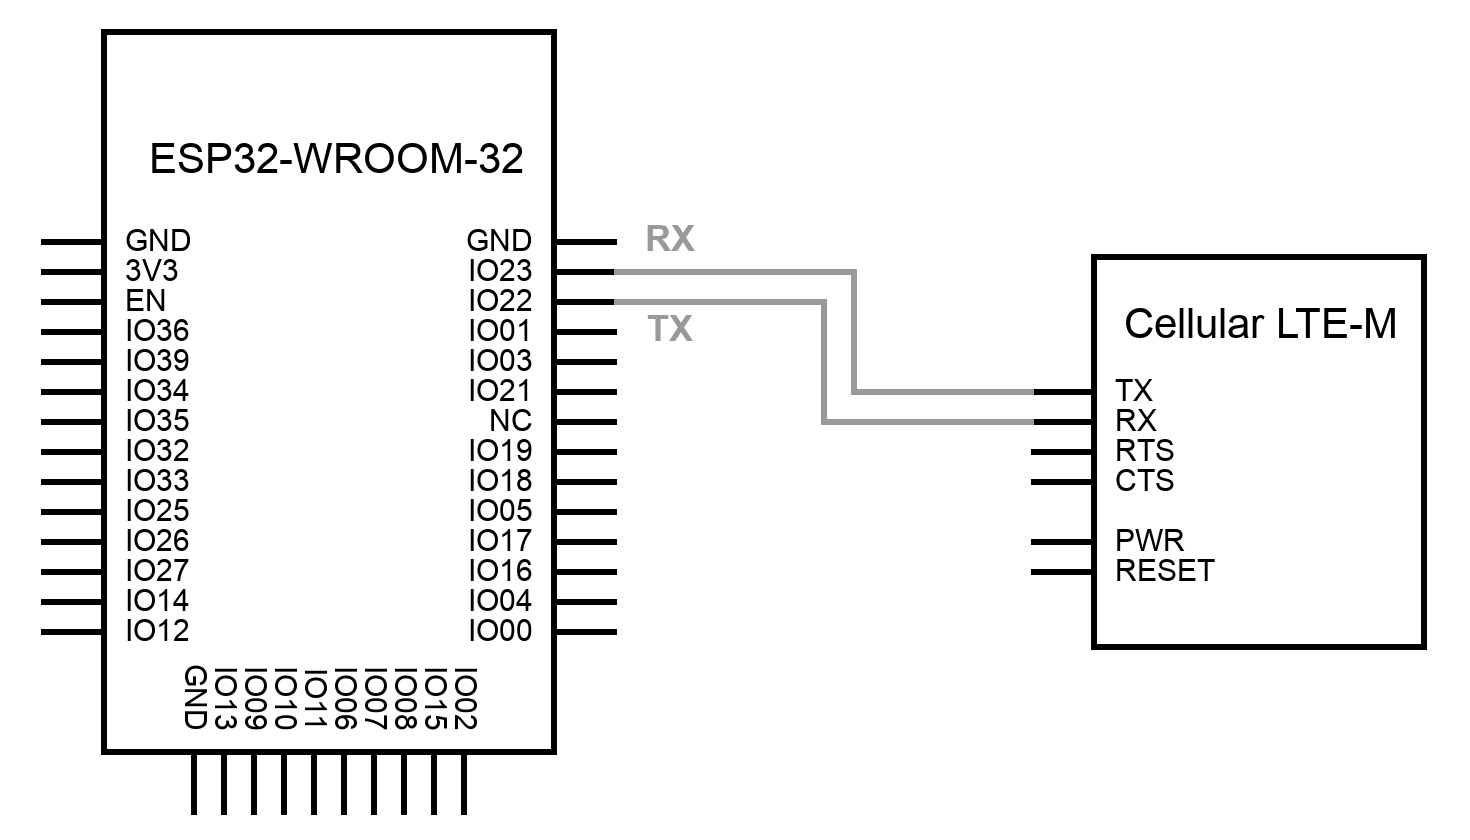 ESP32-WROOM-32
GND
3V3
EN
IO36
IO39
IO34
IO35
IO32
IO33
IO25
IO26
IO27
IO14
IO12
GND
IO23
IO22
IO01
IO03
IO21
NC
IO19
IO18
IO05
IO17
IO16
IO04
IO00
GND
IO13
IO09
IO10
IO11
IO06
IO07
IO08
IO15
IO02
RX
TX
Cellular LTE-M
TX
RX
RTS
CTS
PWR
RESET